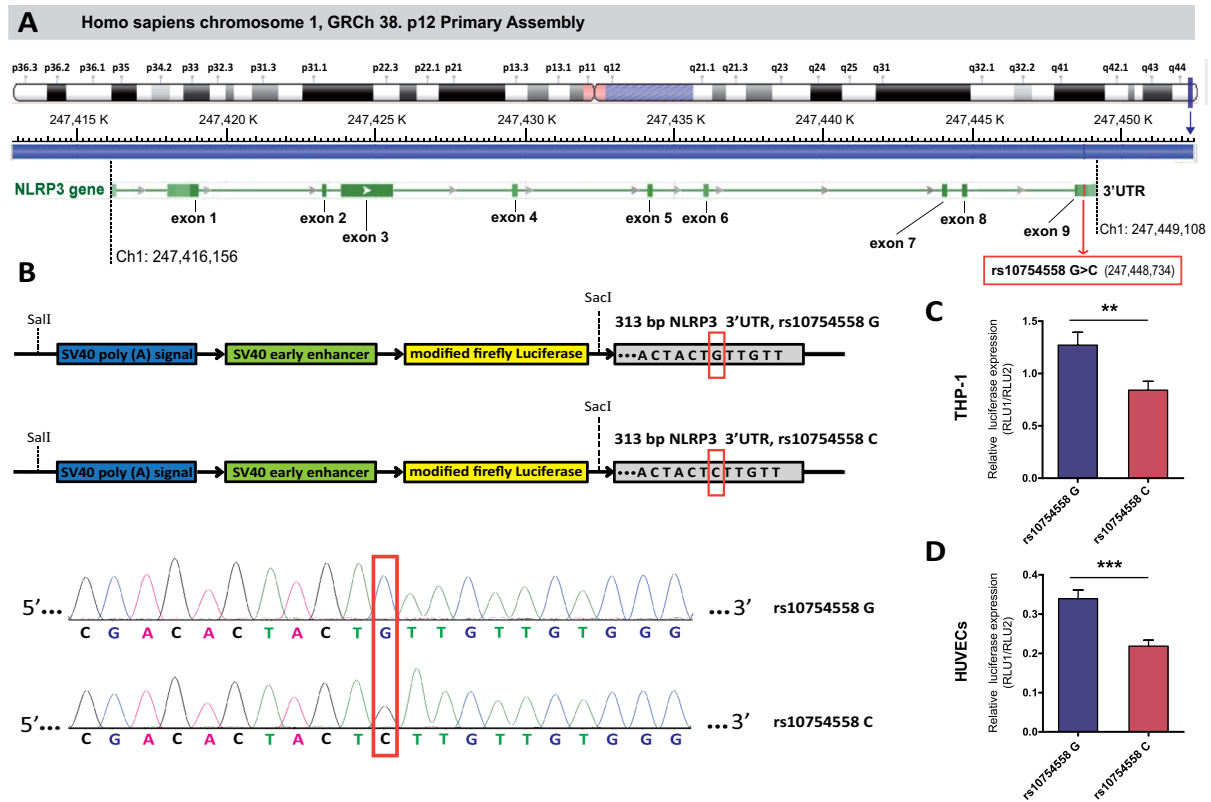 A
Homo sapiens chromosome 1, GRCh 38. p12 Primary Assembly
p36.3 p36.2 p36.1 p35 p34.2 p33 p32.3 p31.3 p31.1 p22.3 p22.1 p21 p13.3 p13.1 p11 q12 q21.1 q21.3 q23 q24 q25 q31 q32.1 q32.2 q41 q42.1 q43 q44
247,415 K 247,420 K 247,425 K 247,430 K 247,435 K 247,440 K 247,445 K 247,450 K
NLRP3 gene
3’UTR
exon 1
exon 2
exon 3
exon 4
exon 5
exon 6
exon 7
exon 8
exon 9
Ch1: 247,416,156
Ch1: 247,449,108
rs10754558 G>C (247,448,734)
B
SalI
SacI
313 bp NLRP3 3’UTR, rs10754558 G
SV40 poly (A) signal
SV40 early enhancer
modified firefly Luciferase
•••A C T A C T G T T G T T
SalI
SacI
313 bp NLRP3 3’UTR, rs10754558 C
SV40 poly (A) signal
SV40 early enhancer
modified firefly Luciferase
•••A C T A C T C T T G T T
5’... ...3’ rs10754558 G
C G A C A C T A C T G T T G T T G T G G G
5’... ...3’ rs10754558 C
C G A C A C T A C T C T T G T T G T G G G
C
THP-1
Relative luciferase expression
(RLU1/RLU2)
1.5
1.0
0.5
0.0
**
rs10754558 G
rs10754558 C
D
HUVECs
Relative luciferase expression
(RLU1/RLU2)
0.4
0.3
0.2
0.1
0.0
***
rs10754558 G
rs10754558 C